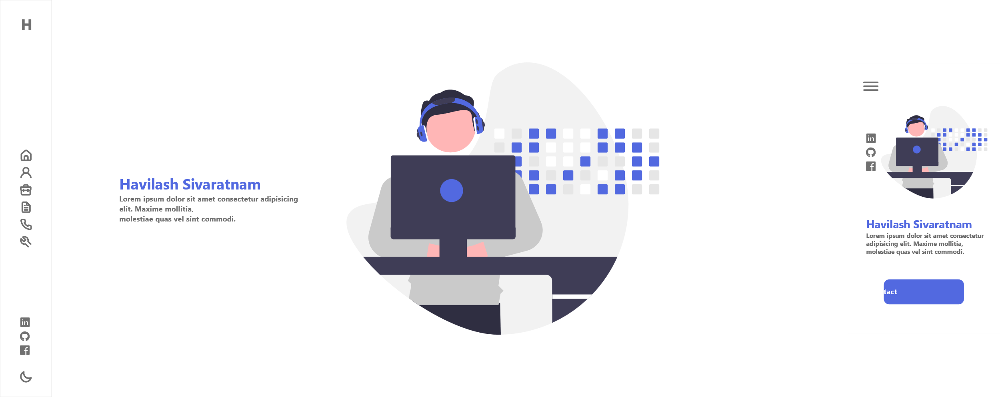 H
Havilash Sivaratnam
Lorem ipsum dolor sit amet consectetur adipisicing
elit. Maxime mollitia,
molestiae quas vel sint commodi.
Havilash Sivaratnam
Lorem ipsum dolor sit amet consectetur
adipisicing elit. Maxime mollitia,
molestiae quas vel sint commodi.
tact